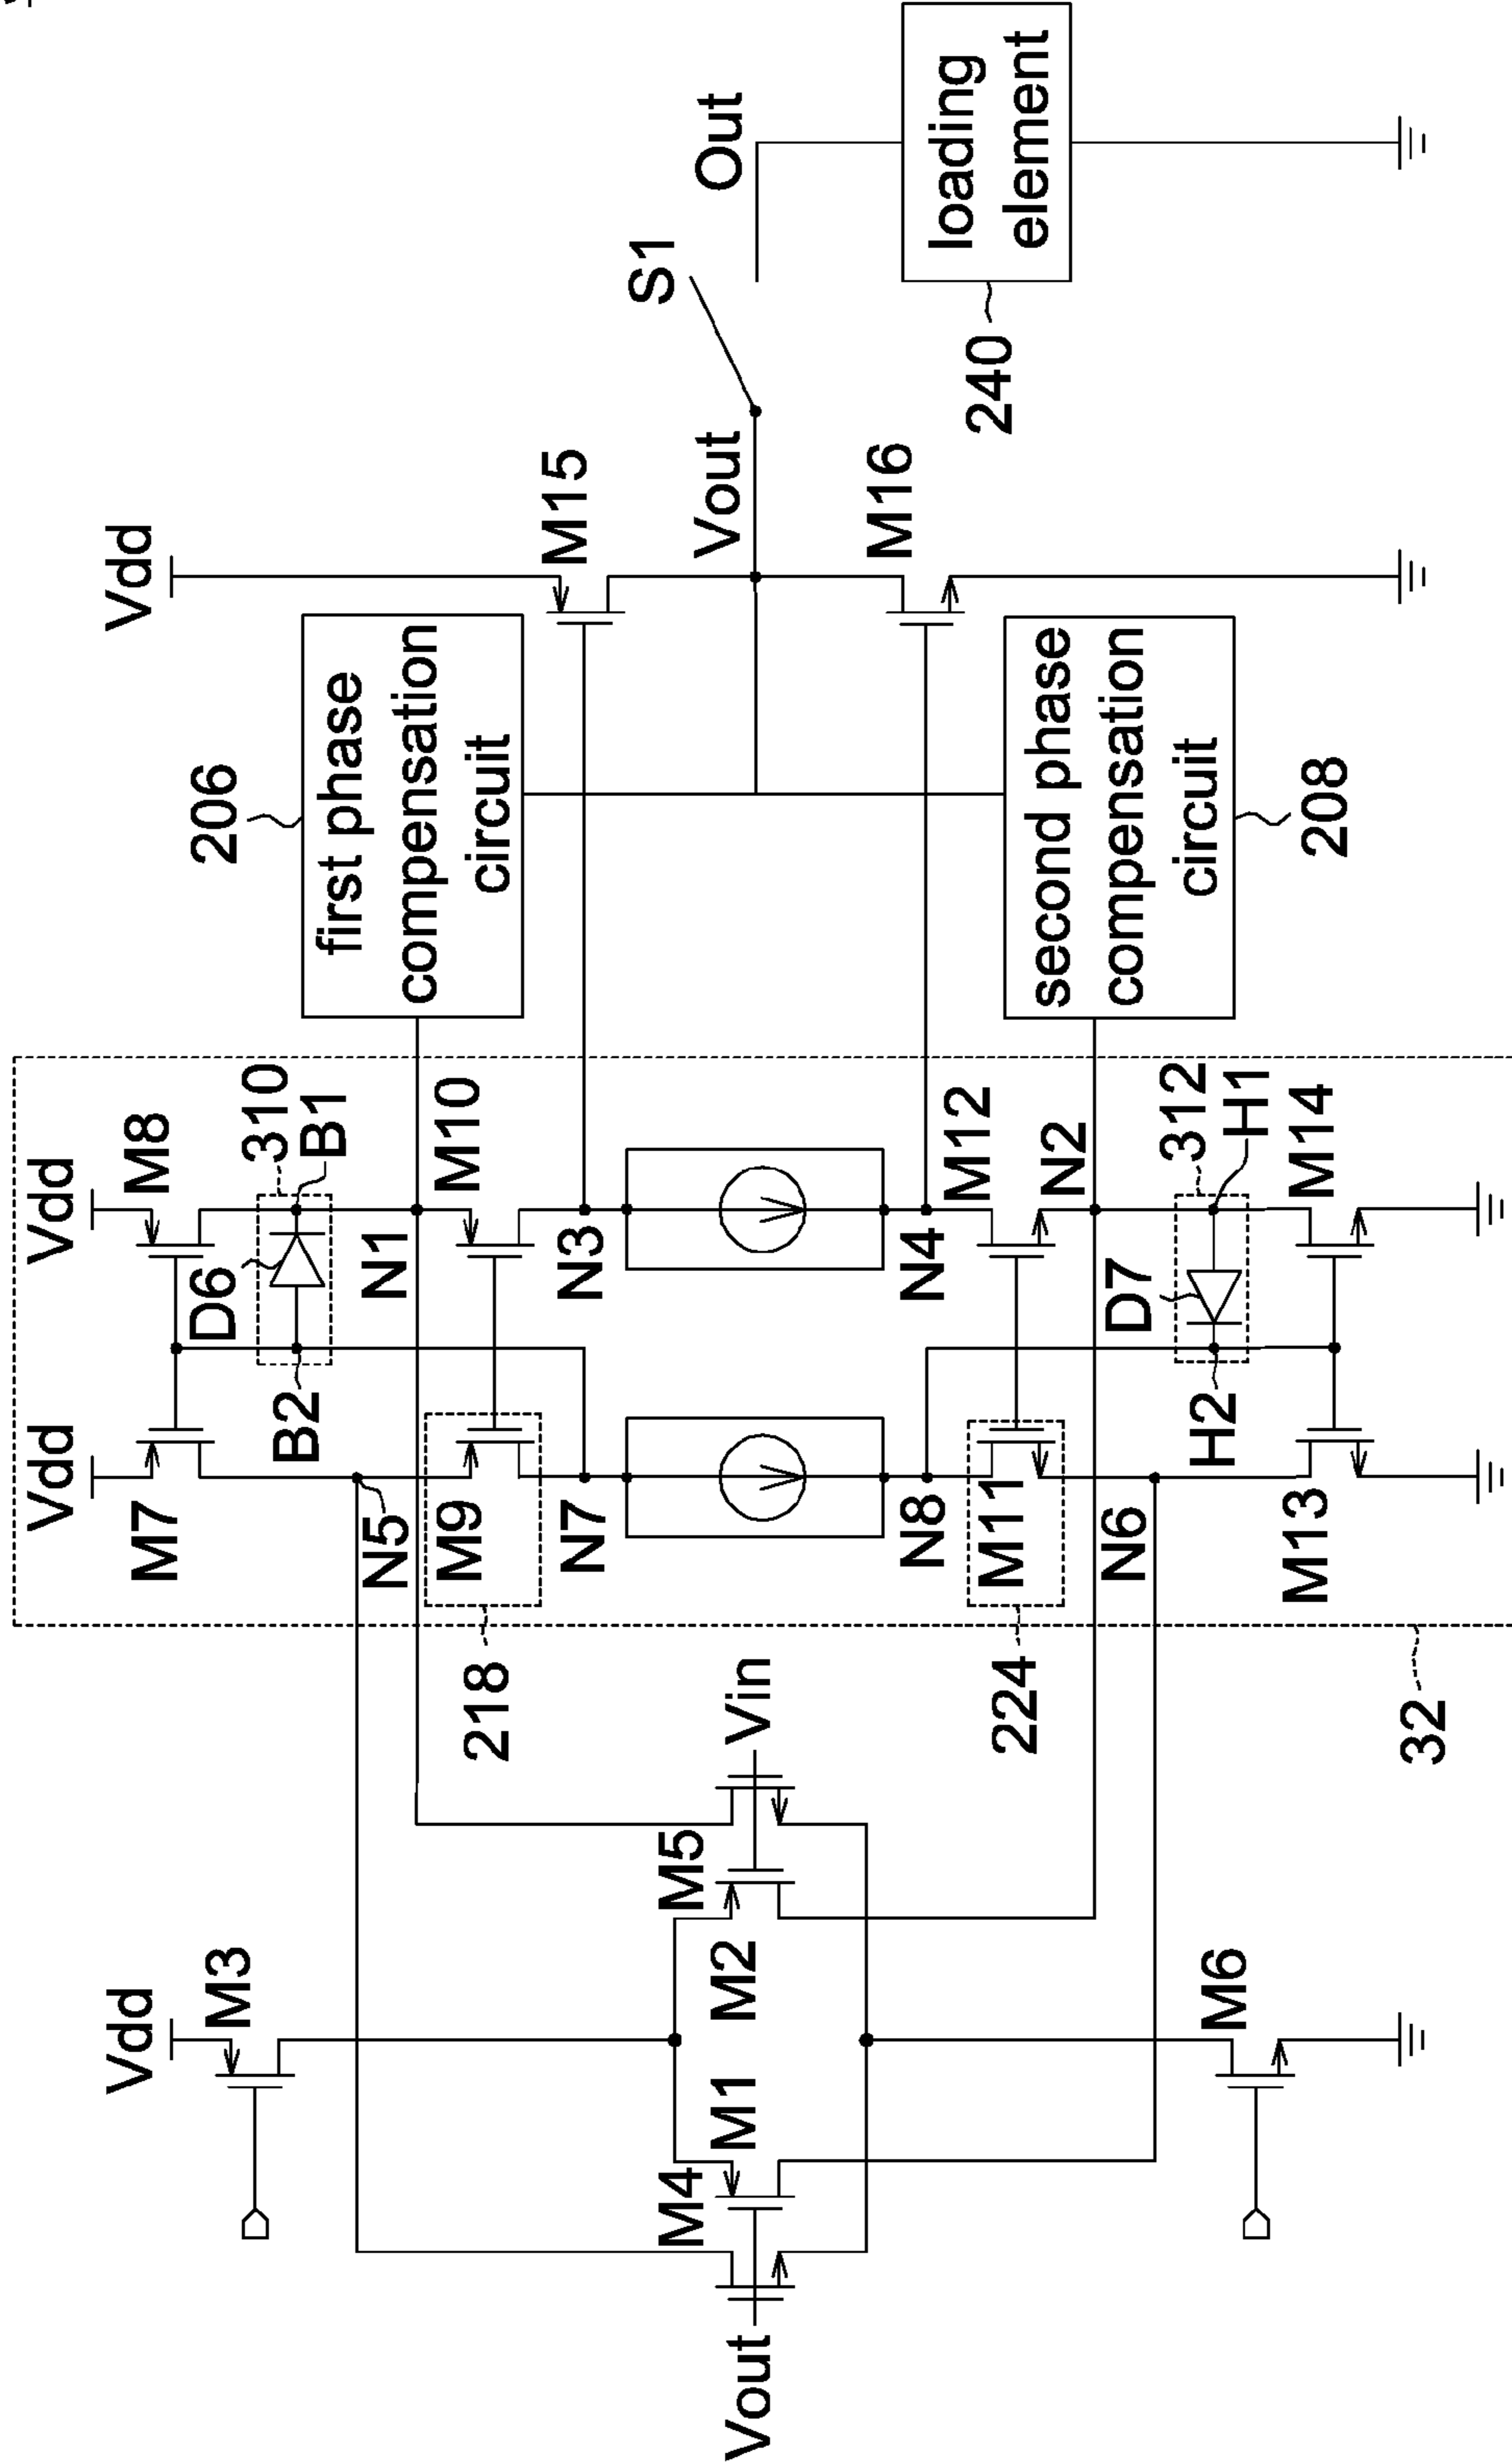 Vdd
M3
M4
M1
M2
M5
Vout
Vin
M6
Vdd
M7
Vdd
M8
D6
310
B1
B2
N5
N1
M9
M10
218
N7
N3
N8
N4
M11
M12
224
N6
N2
D7
312
H1
H2
M13
M14
32
206
first phase
compensation
circuit
second phase
compensation
circuit
208
Vdd
M15
Vout
M16
S1
Out
loading
element
240